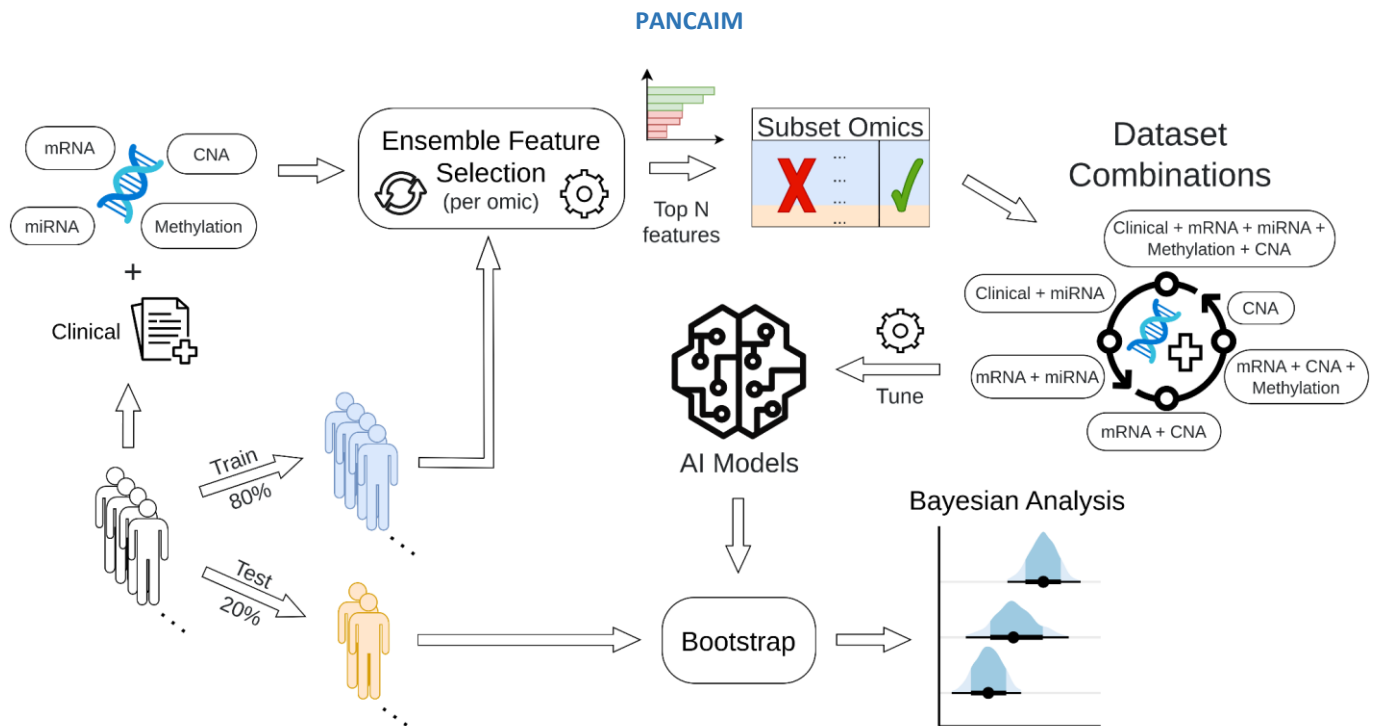 PANCAIM
mRNA
CNA
miRNA
Methylation
+
Clinical
Ensemble Feature
Selection
(per omic)
Top N
features
Subset Omics
...
...
...
...
Dataset
Combinations
Clinical + mRNA + miRNA +
Methylation + CNA
Clinical + miRNA
CNA
mRNA + miRNA
mRNA + CNA +
Methylation
mRNA + CNA
Tune
AI Models
Train
80%
Test
20%
...
...
...
Bootstrap
Bayesian Analysis